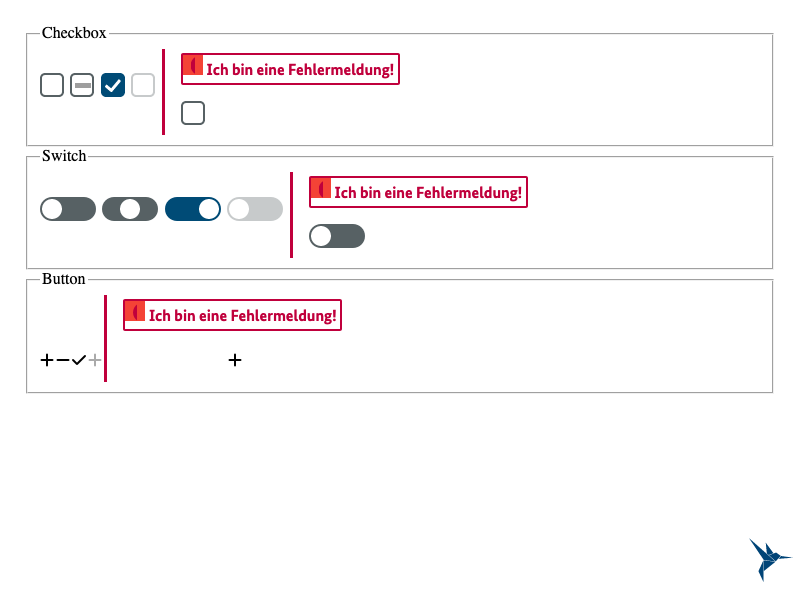 Checkbox
Ich bin eine Fehlermeldung!
Switch
Ich bin eine Fehlermeldung!
Button
Ich bin eine Fehlermeldung!